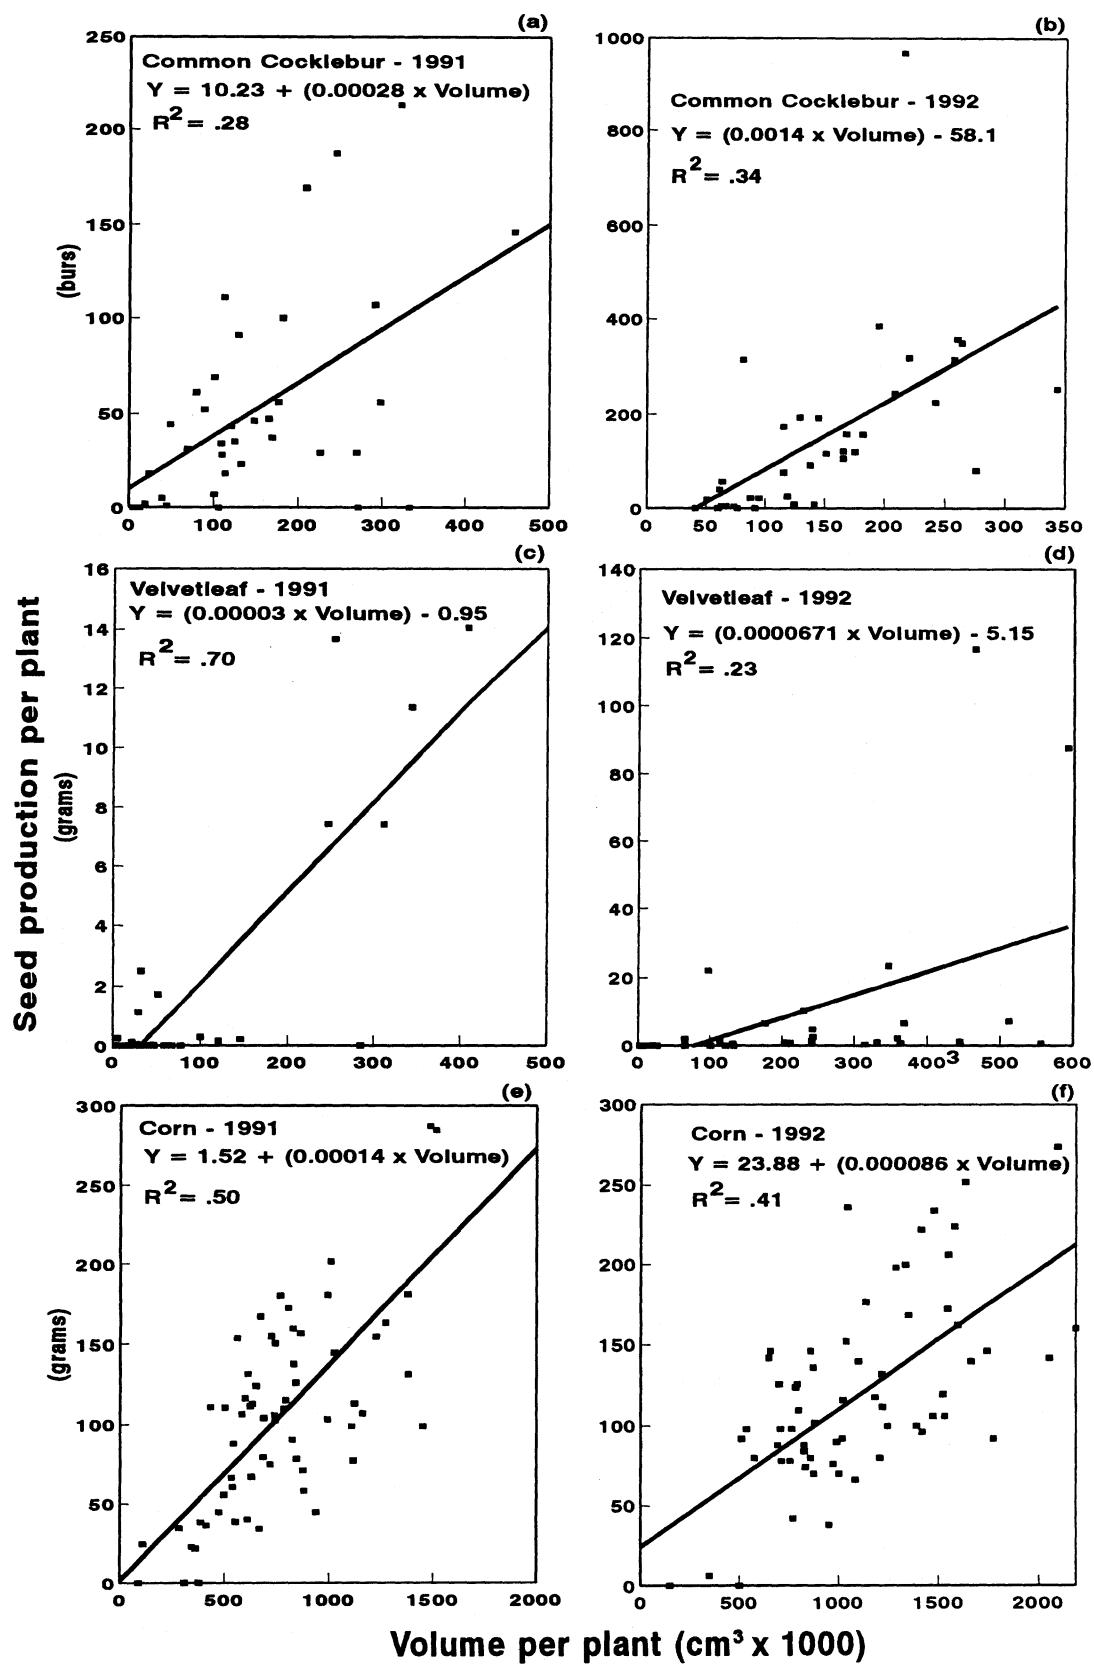 (a)
250
200
150
100
50
0
Common Cocklebur - 1991
Y = 10.23 + (0.00028 x Volume)
R2 = .28
(burs)
0 100 200 300 400 500
(b)
1000
800
600
400
200
0
Common Cocklebur - 1992
Y = (0.0014 x Volume) - 58.1
R2 = .34
0 50 100 150 200 250 300 350
(c)
16
14
12
10
8
6
4
2
0
Velvetleaf - 1991
Y = (0.00003 x Volume) - 0.95
R2 = .70
Seed production per plant
(grams)
0 100 200 300 400 500
(d)
140
120
100
80
60
40
20
0
Velvetleaf - 1992
Y = (0.0000671 x Volume) - 5.15
R2 = .23
0 100 200 300 400 3 500 600
(e)
300
250
200
150
100
50
0
Corn - 1991
Y = 1.52 + (0.00014 x Volume)
R2 = .50
(grams)
0 500 1000 1500 2000
(f)
300
250
200
150
100
50
0
Corn - 1992
Y = 23.88 + (0.000086 x Volume)
R2 = .41
0 500 1000 1500 2000
Volume per plant (cm3 x 1000)